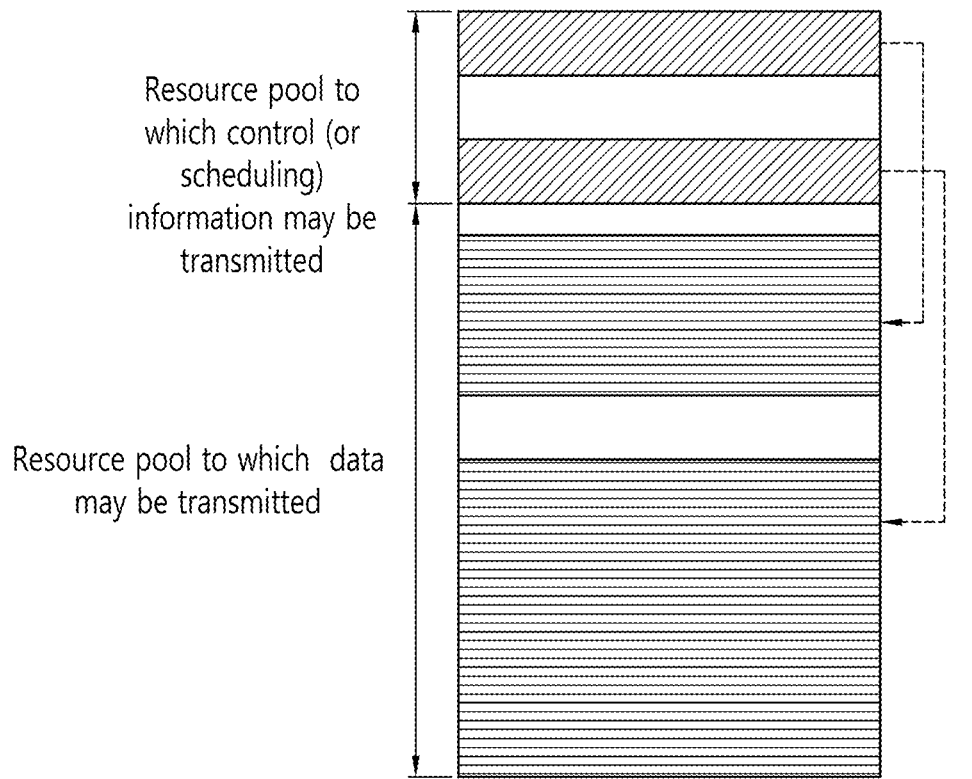 Resource pool to
which control (or
scheduling)
information may be
transmitted
Resource pool to which data
may be transmitted